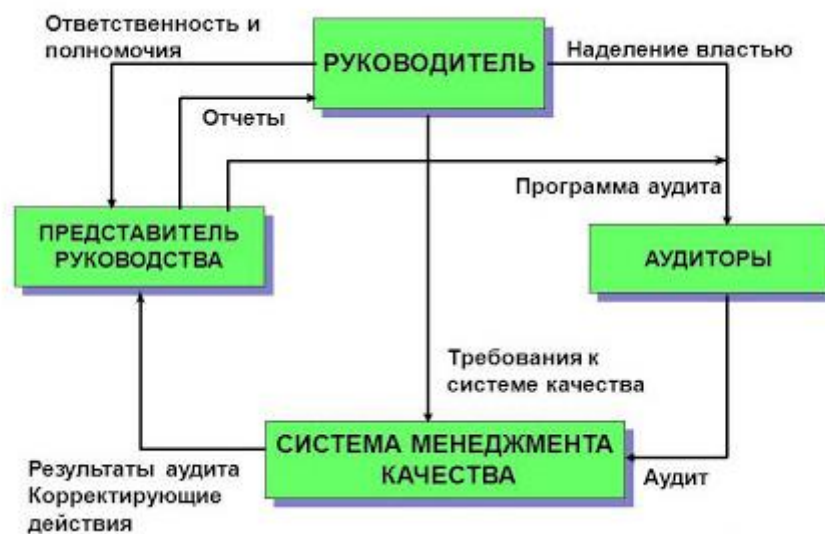 Ответственность и
полномочия
РУКОВОДИТЕЛЬ
Наделение властью
Отчеты
Программа аудита
ПРЕДСТАВИТЕЛЬ
РУКОВОДСТВА
АУДИТОРЫ
Требования к
системе качества
СИСТЕМА МЕНЕДЖМЕНТА
КАЧЕСТВА
Результаты аудита
Корректирующие
действия
Аудит